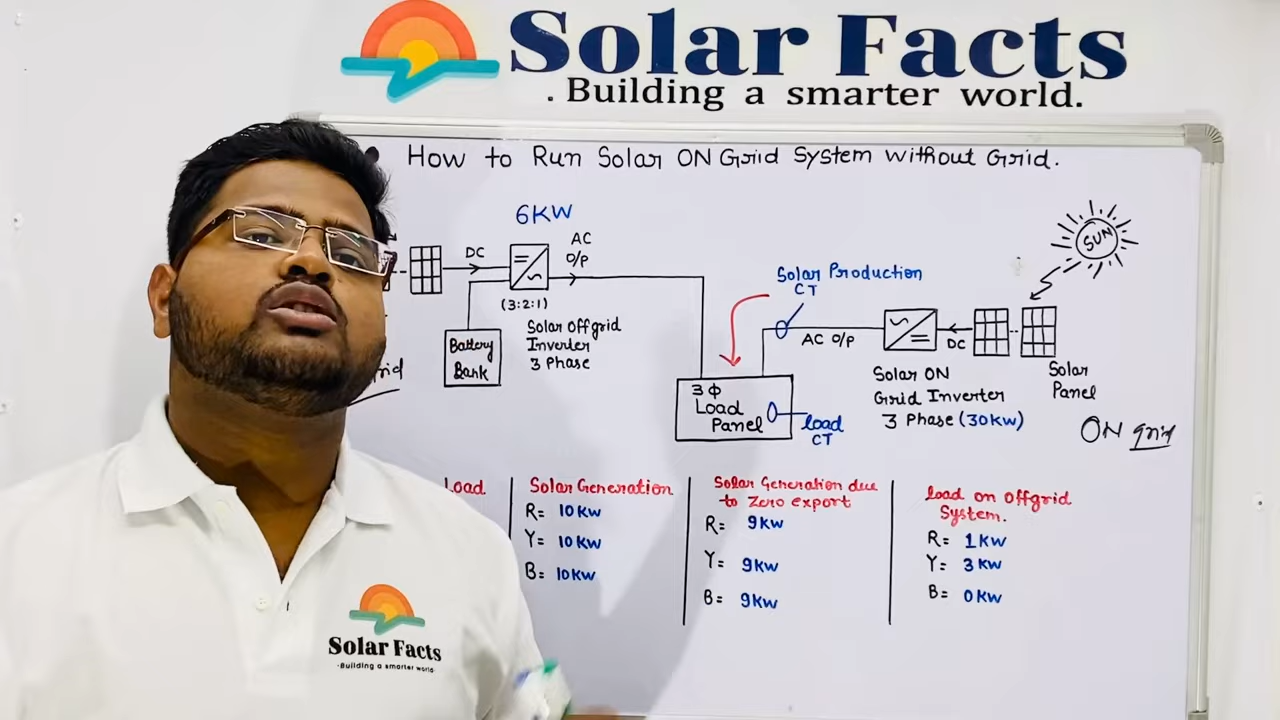 Solar Facts
. Building a smarter world.
How to Run Solar ON Grid System Without Grid.
6KW
DC
AC
O/P
(3:2:1)
Battery
Bank
Solar Offgrid
Inverter
3 Phase
Solar Production
CT
AC O/P
DC
SUN
Solar
Panel
Solar ON
Grid Inverter
3 Phase (30KW)
ON grid
3 Φ
Load
Panel
load
CT
Load
Solar Generation
R= 10KW
Y= 10KW
B= 10KW
Solar Generation due
to Zero export
R= 9KW
Y= 9KW
B= 9KW
load on Offgrid
System.
R= 1KW
Y= 3KW
B= 0KW
Solar Facts
·Building a smarter world·